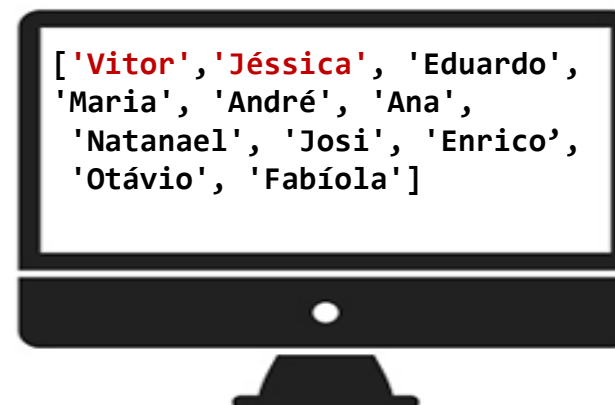 ['Vitor','Jéssica', 'Eduardo',
'Maria', 'André', 'Ana',
'Natanael', 'Josi', 'Enrico’,
'Otávio', 'Fabíola']